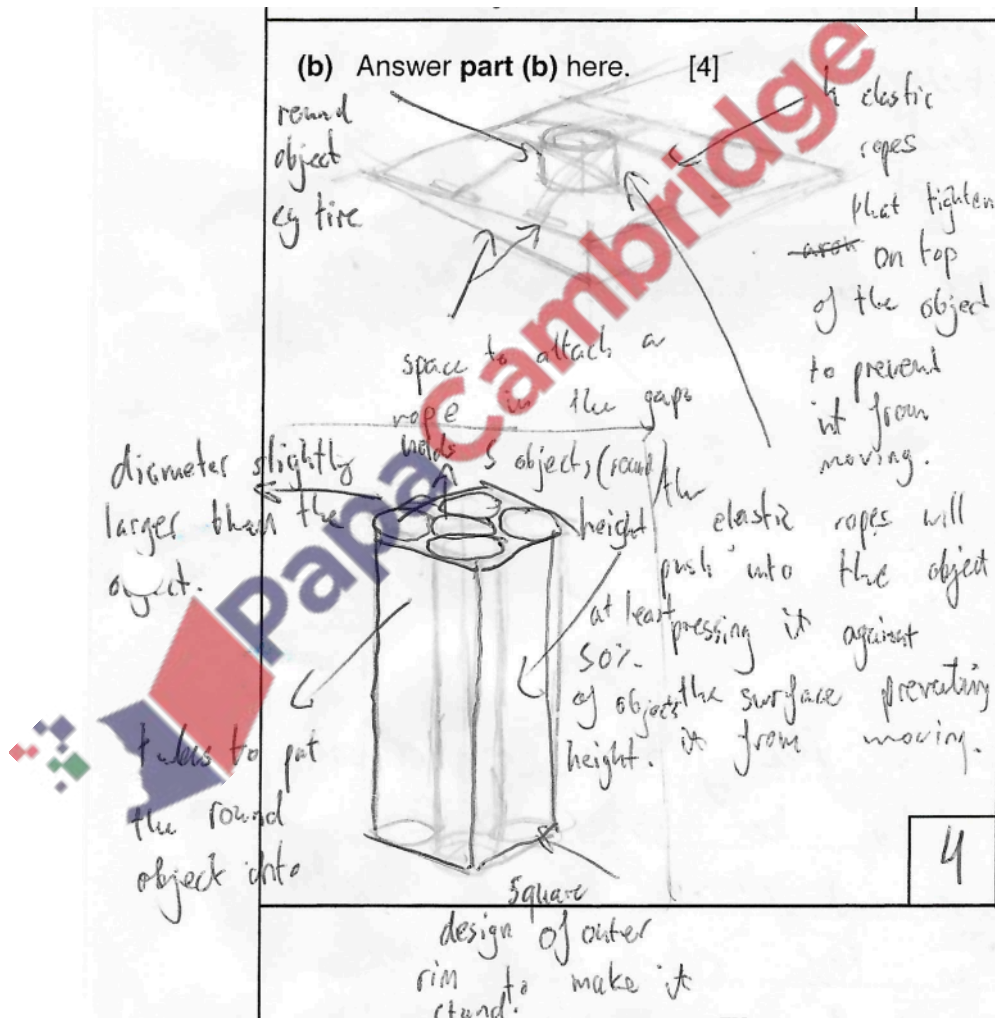 (b) Answer part (b) here. [4]
round
object
eg tire
elastic
ropes
that tighten
on top
of the object
to prevent
it from
moving.
space to attach a
rope in the gaps
holds 5 objects (round)
diameter slightly
larger than the
object.
the
elastic ropes will
push into the object
pressing it against
the surface preventing
it from moving.
height
at least
50%
of objects
height.
tubes to put
the round
object into
Square
design of outer
rim to make it
stand.
4
PapaCambridge